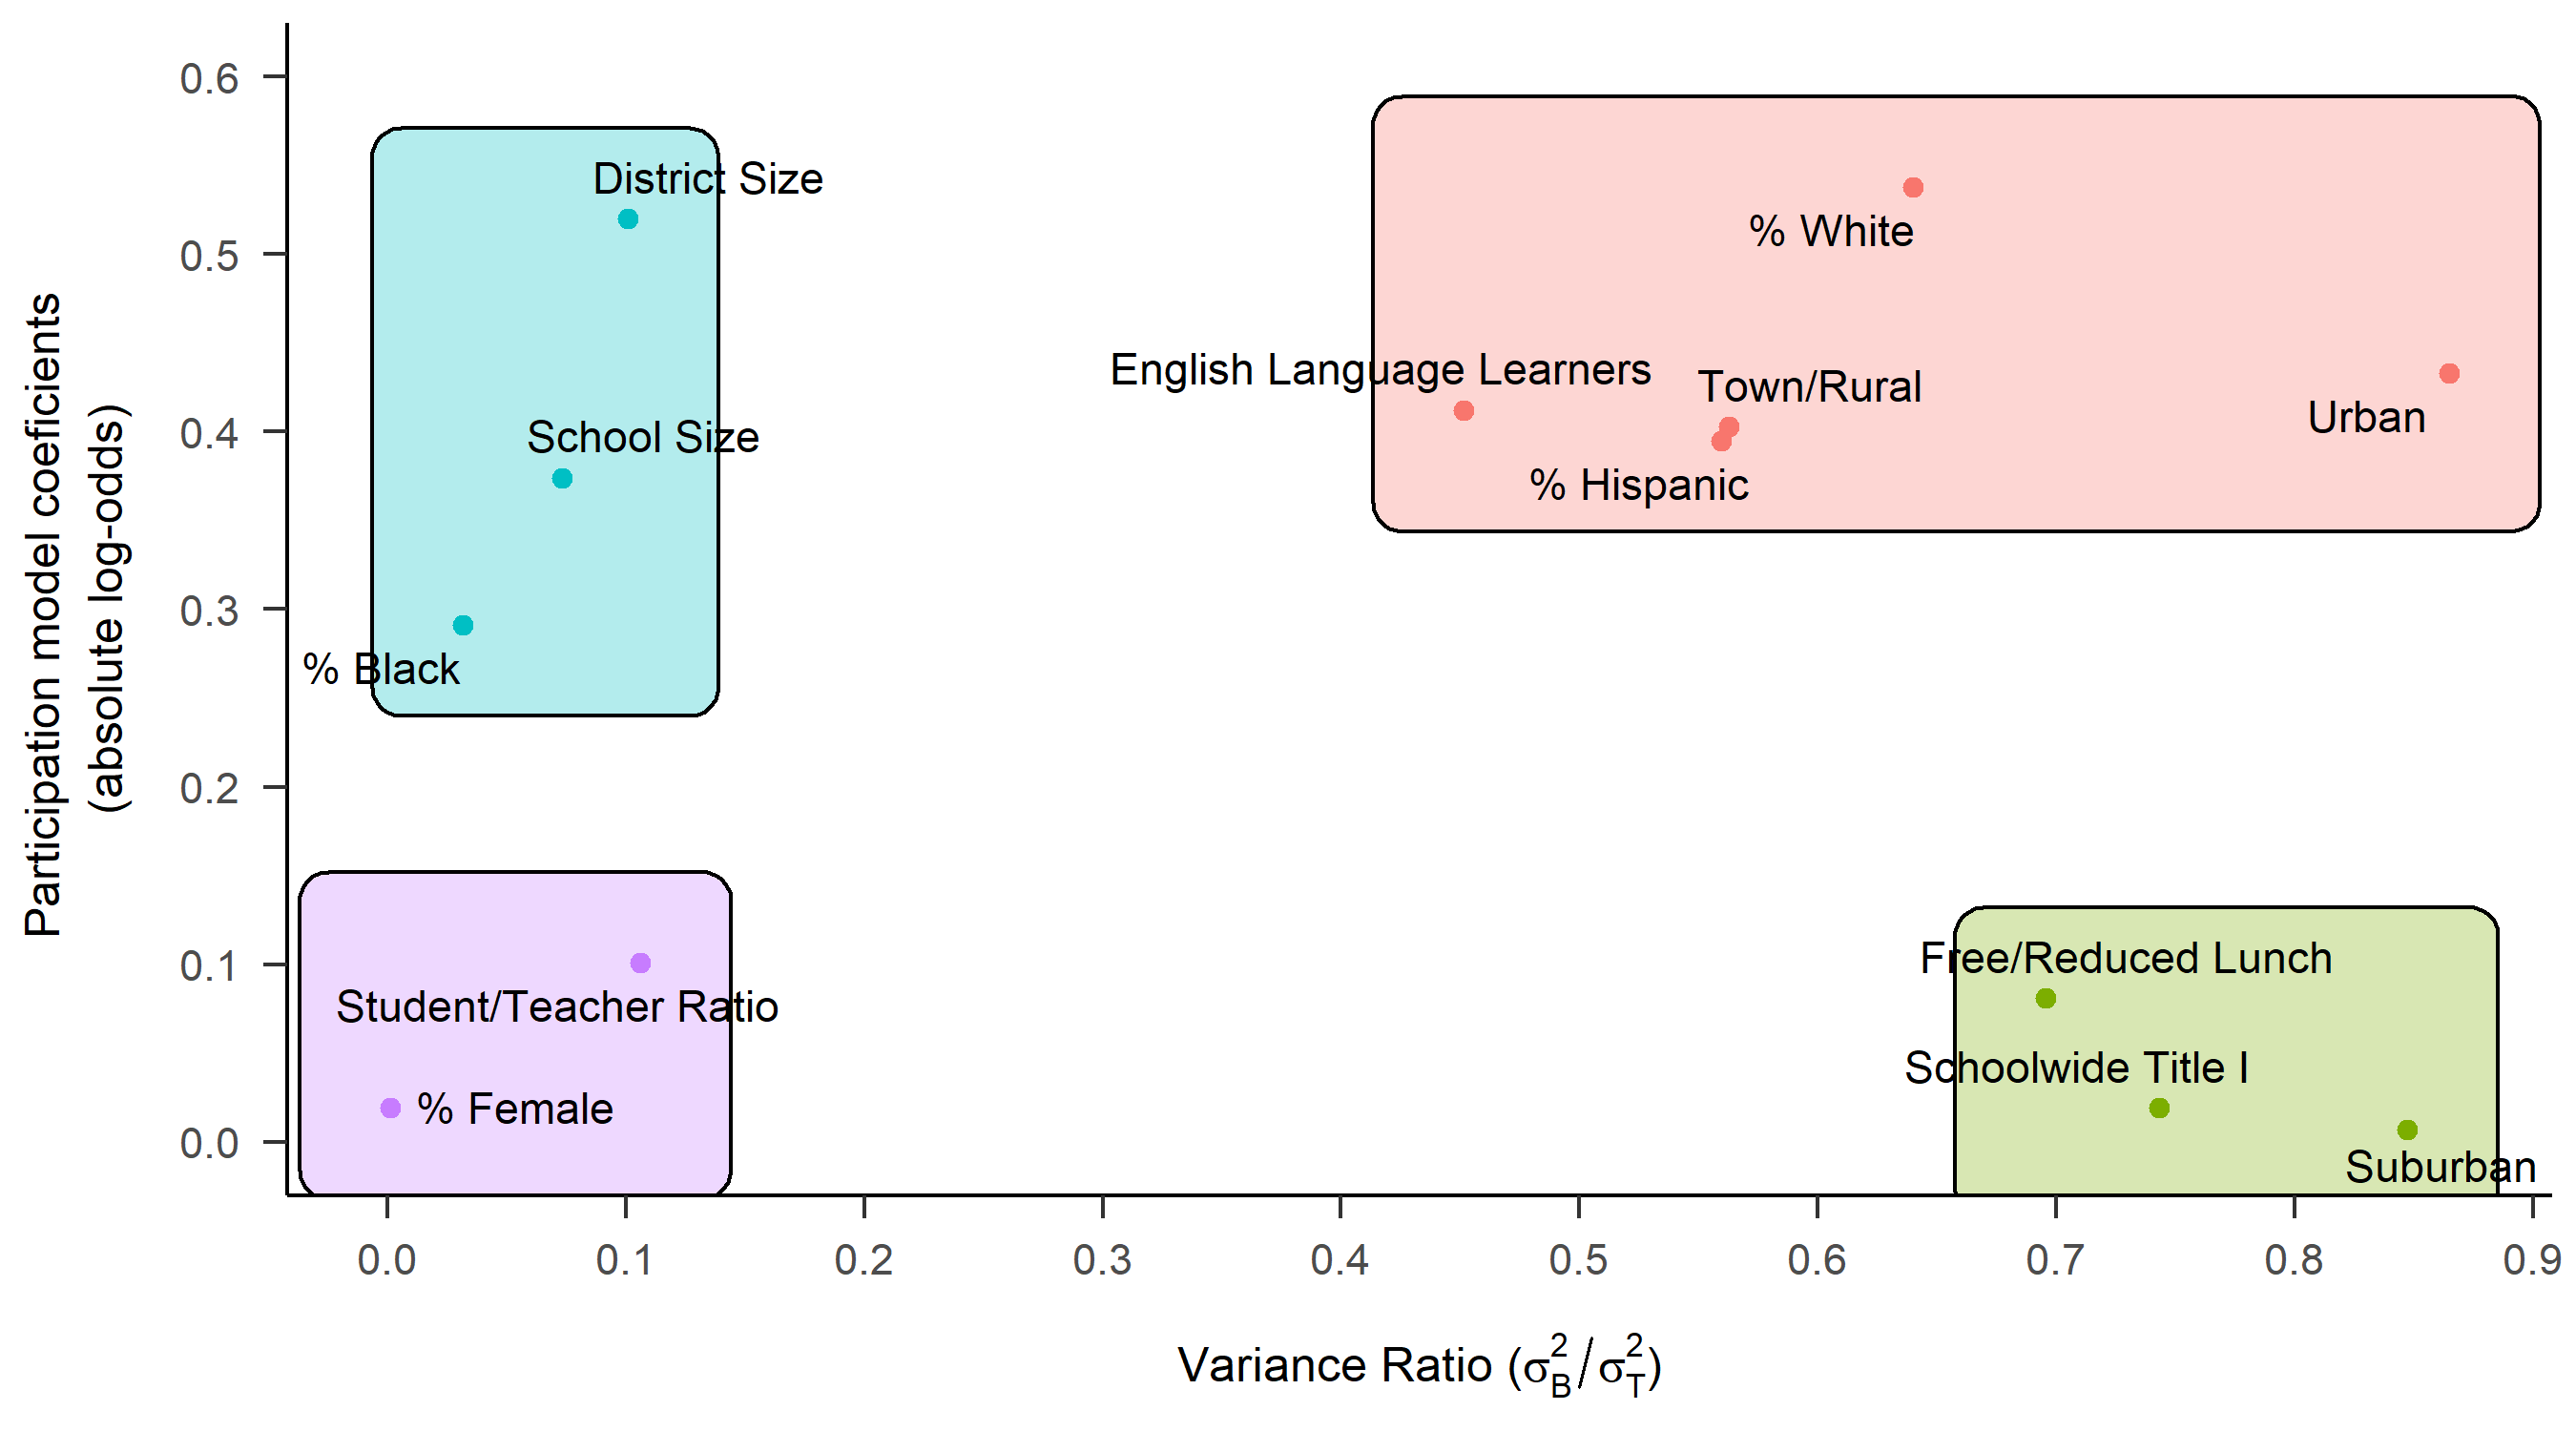 0.6
0.5
0.4
0.3
0.2
0.1
0.0
Participation model coeficients
(absolute log-odds)
District Size
School Size
% Black
% White
English Language Learners
Town/Rural
Urban
% Hispanic
Student/Teacher Ratio
% Female
Free/Reduced Lunch
Schoolwide Title I
Suburban
0.0 0.1 0.2 0.3 0.4 0.5 0.6 0.7 0.8 0.9
Variance Ratio (σ²_B/σ²_T)